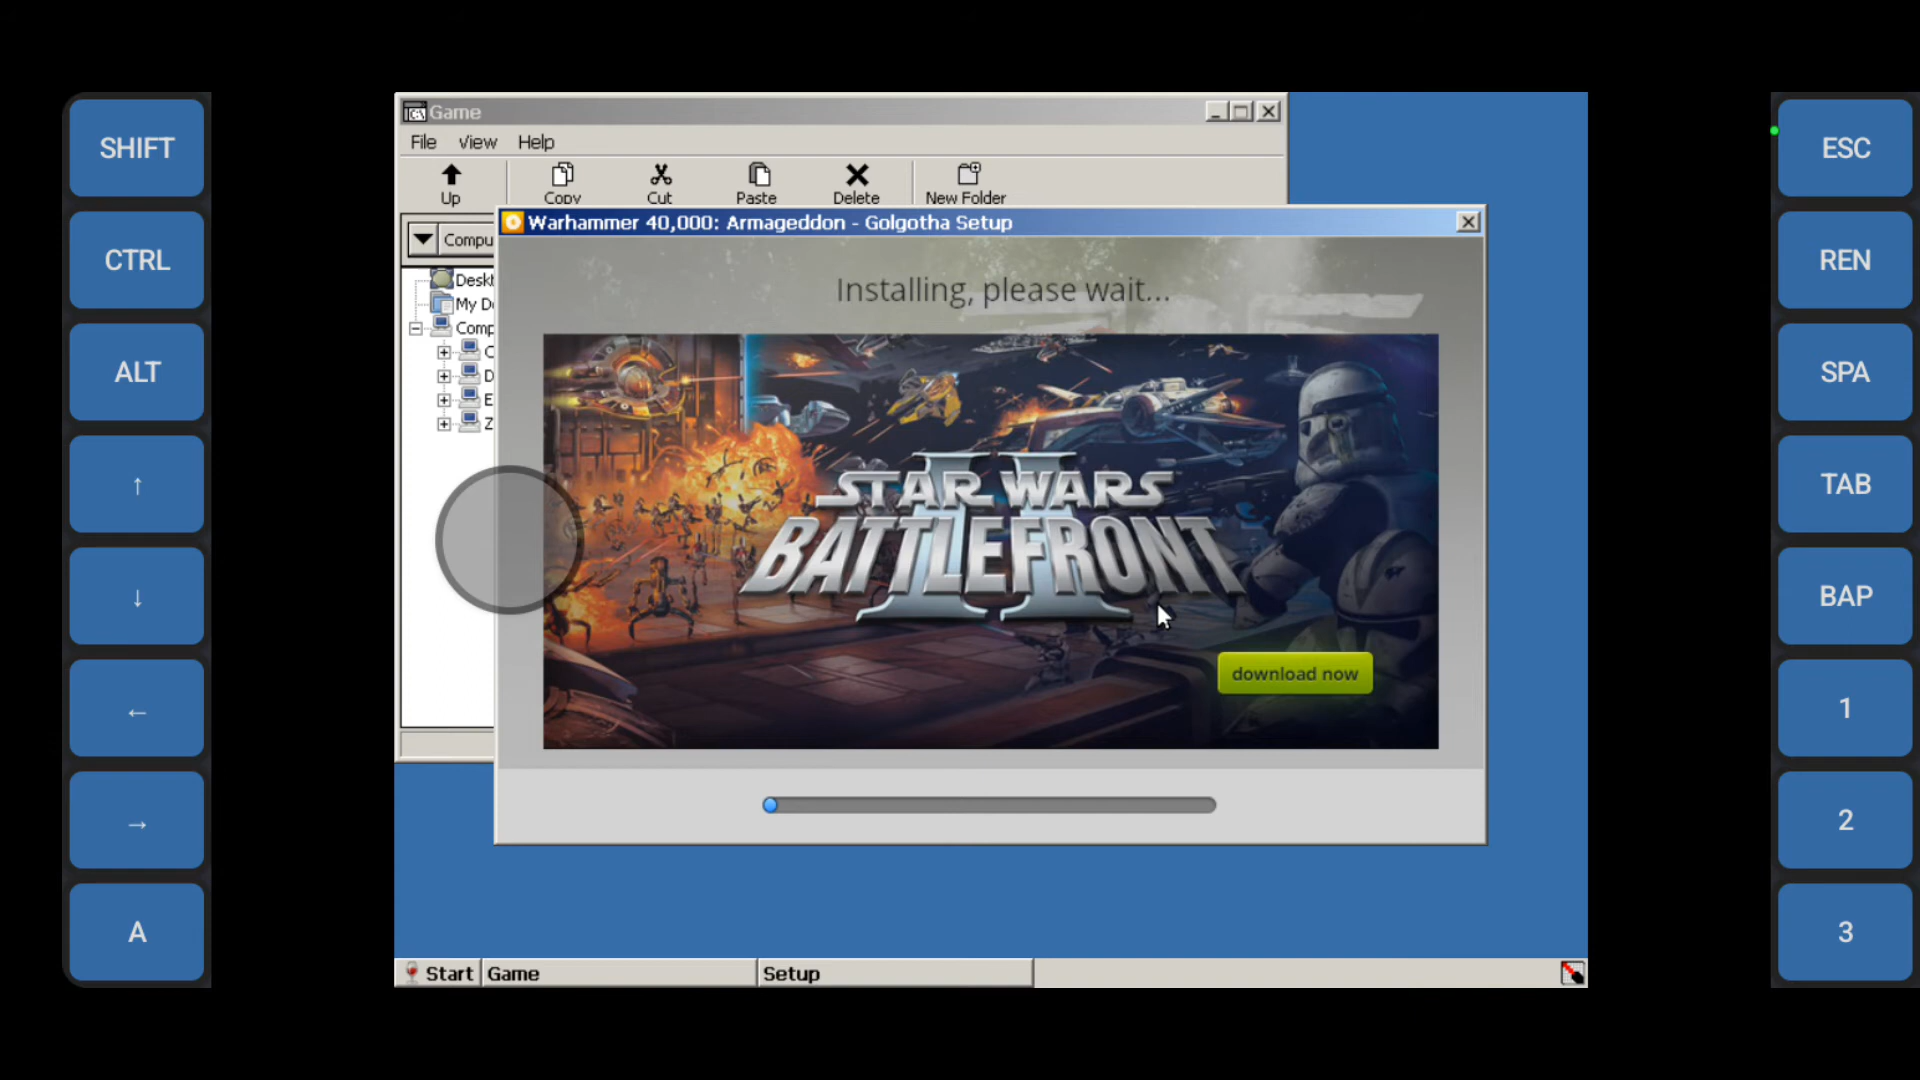 SHIFT
CTRL
ALT
↑
↓
←
→
A
Game
File View Help
Up Copy Cut Paste Delete New Folder
Compu
Deskt
My D
Comp
C
D
E
Z
Warhammer 40,000: Armageddon - Golgotha Setup
Installing, please wait...
STAR WARS
BATTLEFRONT
II
download now
Start Game Setup
ESC
REN
SPA
TAB
BAP
1
2
3